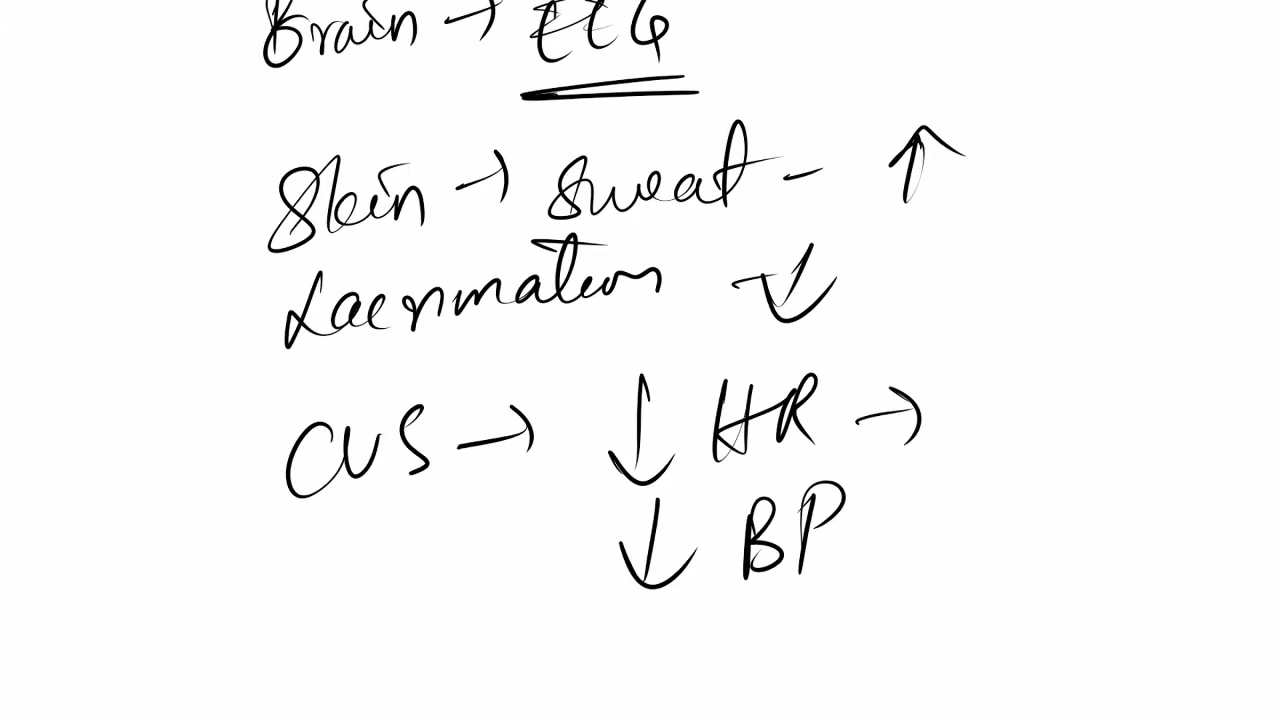 Brain → EEG
Skin → Sweat - ↑
Lacrimation ↓
CVS → ↓ HR →
↓ BP